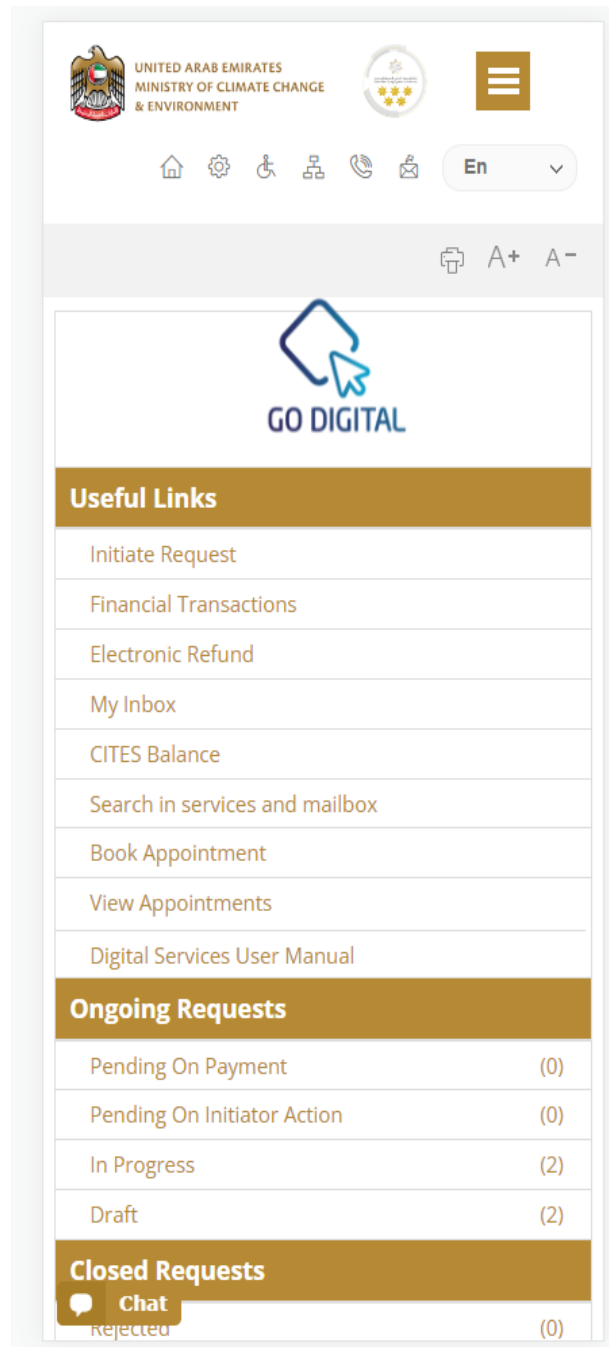 UNITED ARAB EMIRATES
MINISTRY OF CLIMATE CHANGE
& ENVIRONMENT
En
A+ A-
GO DIGITAL
Useful Links
Initiate Request
Financial Transactions
Electronic Refund
My Inbox
CITES Balance
Search in services and mailbox
Book Appointment
View Appointments
Digital Services User Manual
Ongoing Requests
Pending On Payment (0)
Pending On Initiator Action (0)
In Progress (2)
Draft (2)
Closed Requests
Chat
Rejected (0)